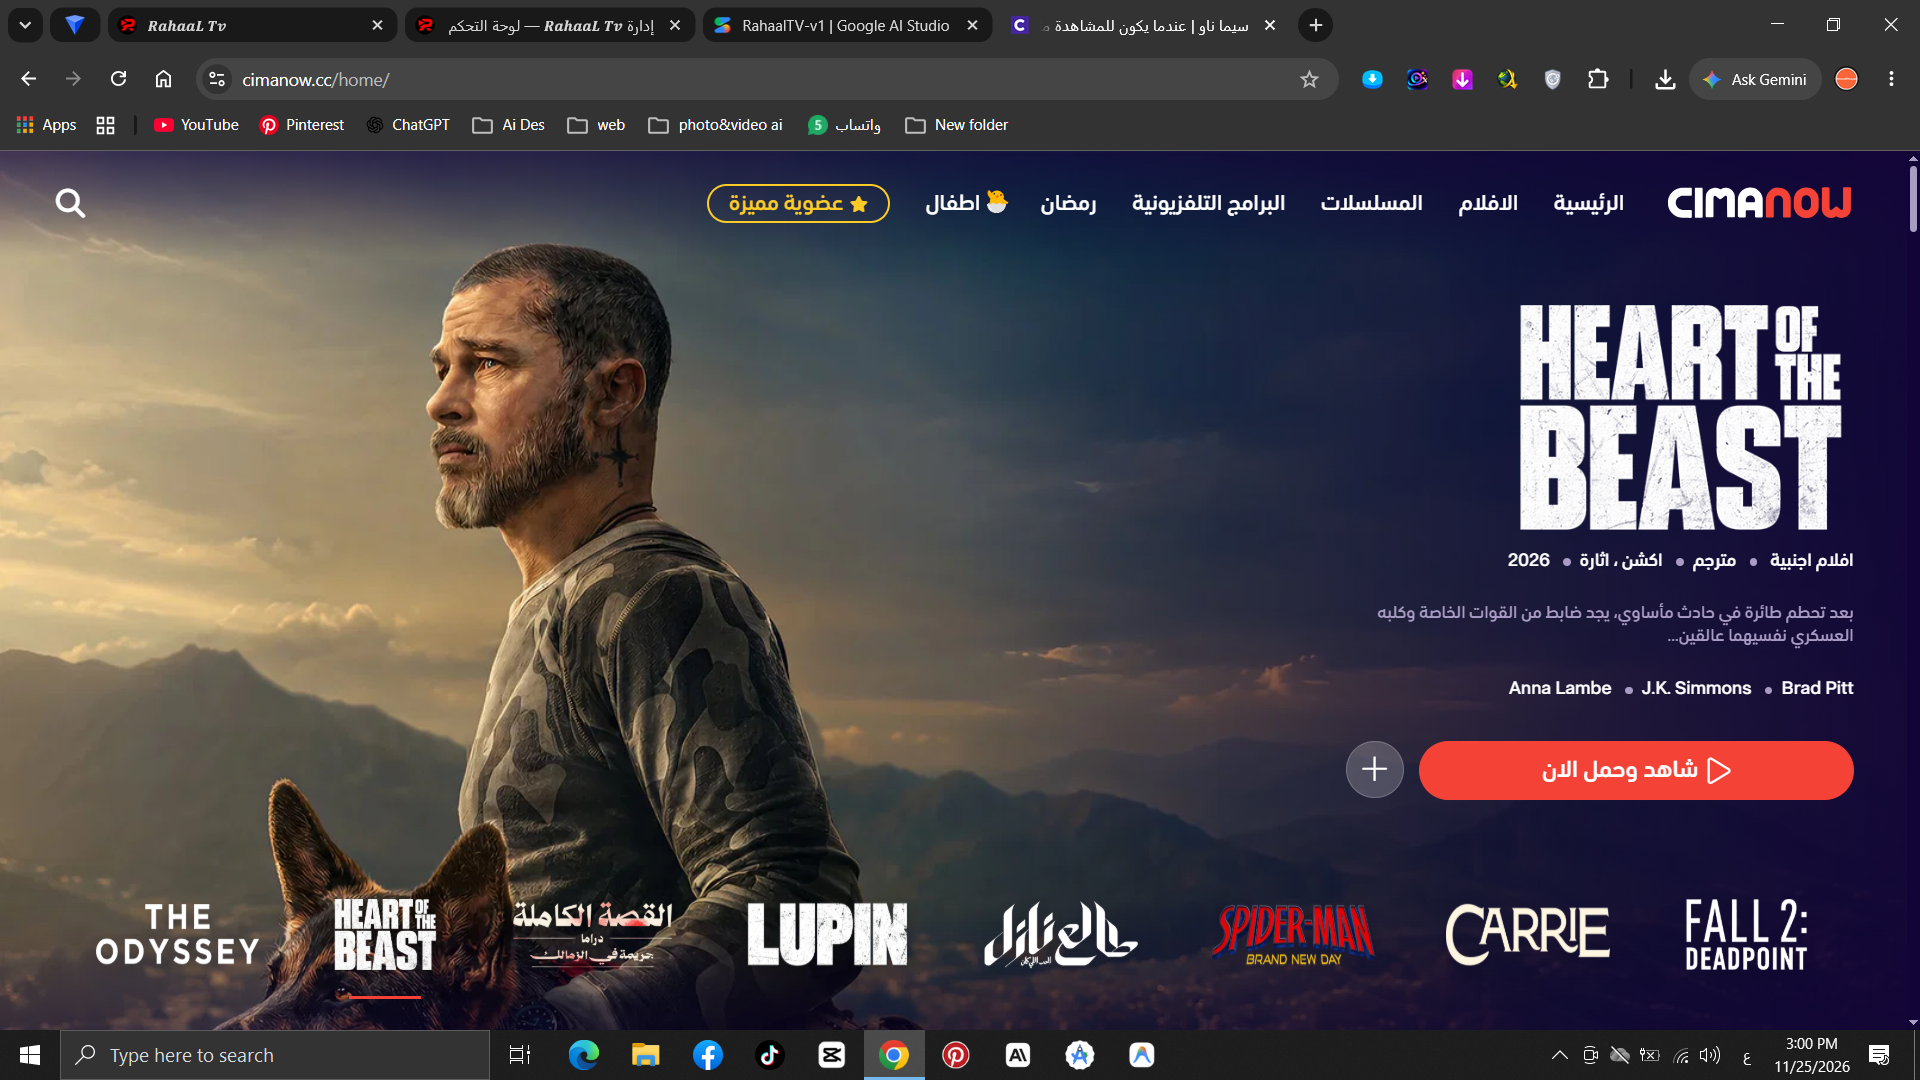 RahaaL Tv
إدارة RahaaL Tv — لوحة التحكم
RahaalTV-v1 | Google AI Studio
سيما ناو | عندما يكون للمشاهدة
cimanow.cc/home/
Ask Gemini
Apps
YouTube
Pinterest
ChatGPT
Ai Des
web
photo&video ai
واتساب
New folder
CIMANOW
الرئيسية
الافلام
المسلسلات
البرامج التلفزيونية
رمضان
اطفال
عضوية مميزة
HEART OF THE BEAST
افلام اجنبية • مترجم • اكشن ، اثارة • 2026
بعد تحطم طائرة في حادث مأساوي، يجد ضابط من القوات الخاصة وكلبه
العسكري نفسيهما عالقين...
Brad Pitt • J.K. Simmons • Anna Lambe
شاهد وحمل الان
THE
ODYSSEY
HEART OF THE
BEAST
القصة الكاملة
دراما
جريمة في الزمالك
LUPIN
SPIDER-MAN
BRAND NEW DAY
CARRIE
FALL 2:
DEADPOINT
Type here to search
ع
3:00 PM
11/25/2026